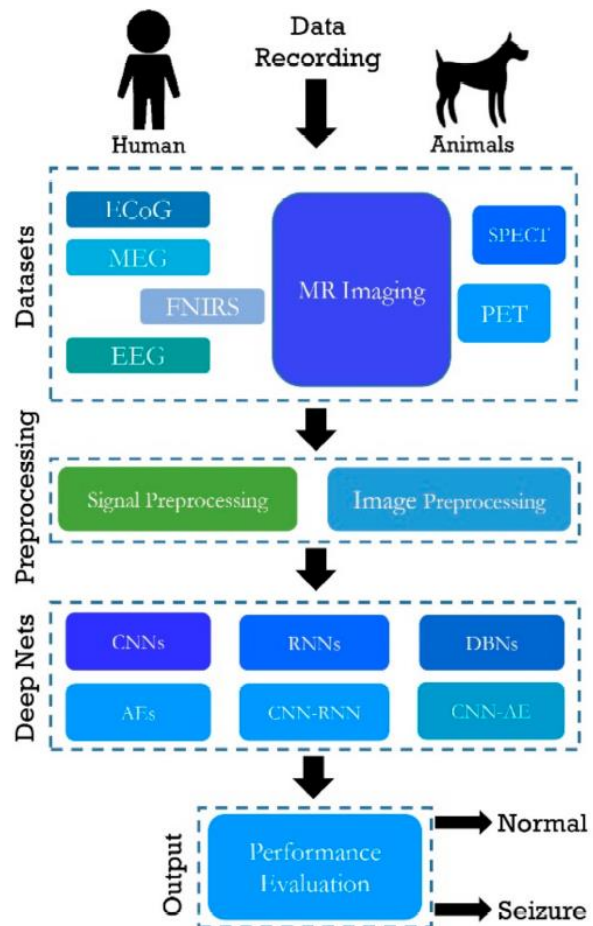 Data
Recording
Human
Animals
Datasets
ECoG
MEG
FNIRS
EEG
MR Imaging
SPECT
PET
Preprocessing
Signal Preprocessing
Image Preprocessing
Deep Nets
CNNs
RNNs
DBNs
AEs
CNN-RNN
CNN-AE
Output
Performance
Evaluation
Normal
Seizure